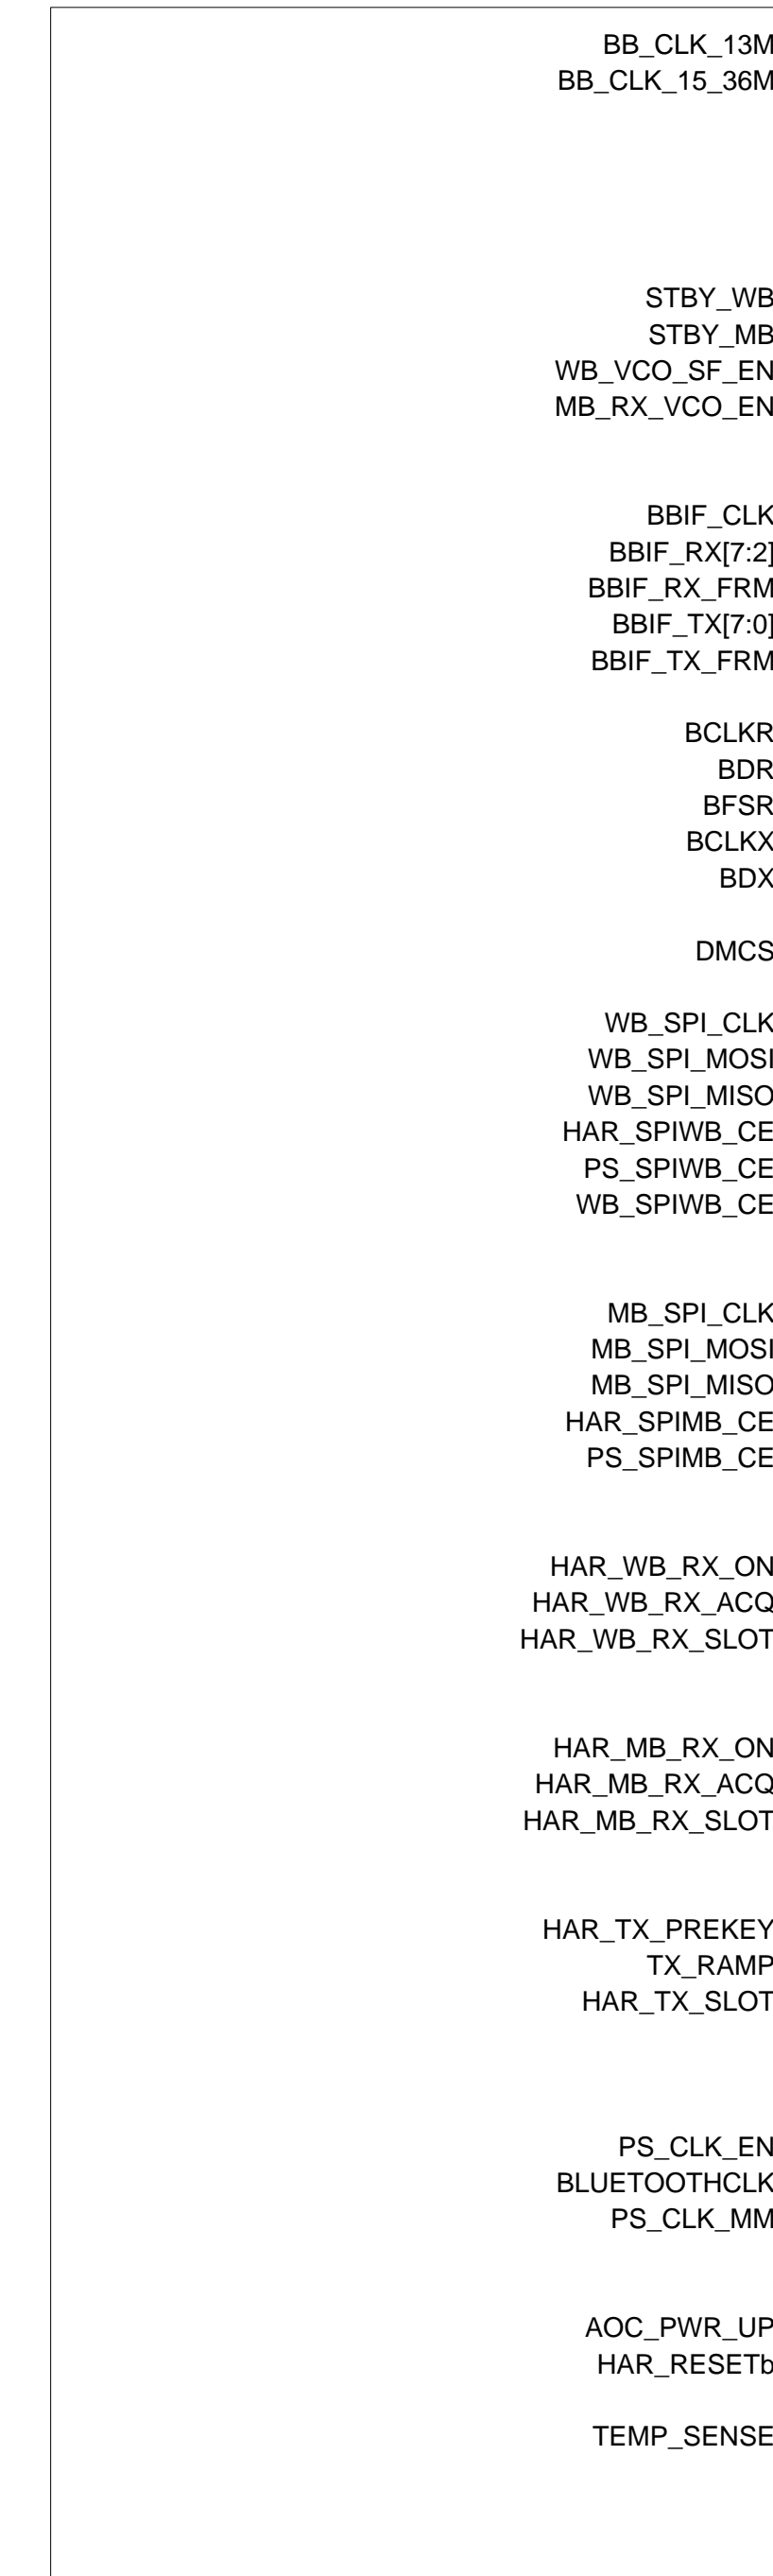 BB_CLK_13M
BB_CLK_15_36M
STBY_WB
STBY_MB
WB_VCO_SF_EN
MB_RX_VCO_EN
BBIF_CLK
BBIF_RX[7:2]
BBIF_RX_FRM
BBIF_TX[7:0]
BBIF_TX_FRM
BCLKR
BDR
BFSR
BCLKX
BDX
DMCS
WB_SPI_CLK
WB_SPI_MOSI
WB_SPI_MISO
HAR_SPIWB_CE
PS_SPIWB_CE
WB_SPIWB_CE
MB_SPI_CLK
MB_SPI_MOSI
MB_SPI_MISO
HAR_SPIMB_CE
PS_SPIMB_CE
HAR_WB_RX_ON
HAR_WB_RX_ACQ
HAR_WB_RX_SLOT
HAR_MB_RX_ON
HAR_MB_RX_ACQ
HAR_MB_RX_SLOT
HAR_TX_PREKEY
TX_RAMP
HAR_TX_SLOT
PS_CLK_EN
BLUETOOTHCLK
PS_CLK_MM
AOC_PWR_UP
HAR_RESETb
TEMP_SENSE